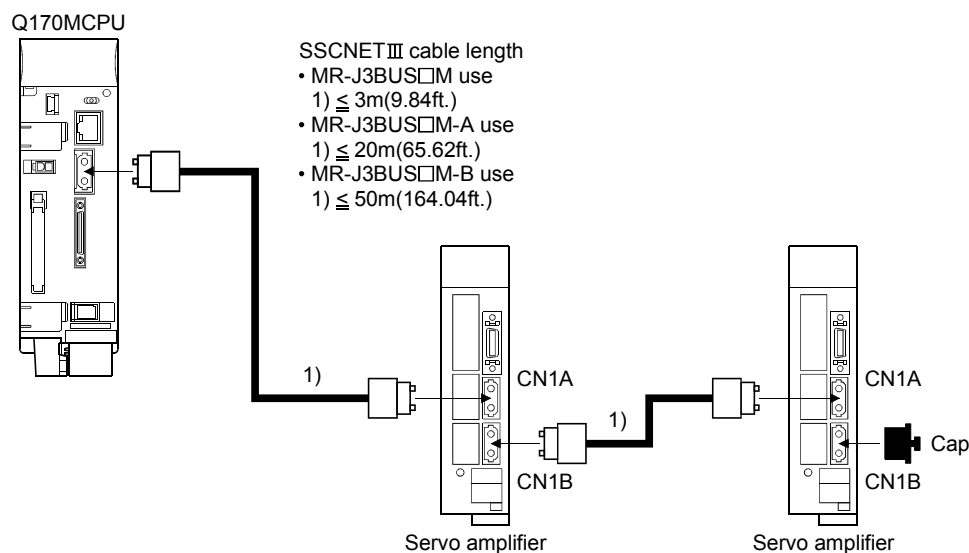 Q170MCPU
SSCNETⅢ cable length
• MR-J3BUS□M use
1) ≤ 3m(9.84ft.)
• MR-J3BUS□M-A use
1) ≤ 20m(65.62ft.)
• MR-J3BUS□M-B use
1) ≤ 50m(164.04ft.)
1)
CN1A
CN1B
Servo amplifier
1)
CN1A
Cap
CN1B
Servo amplifier